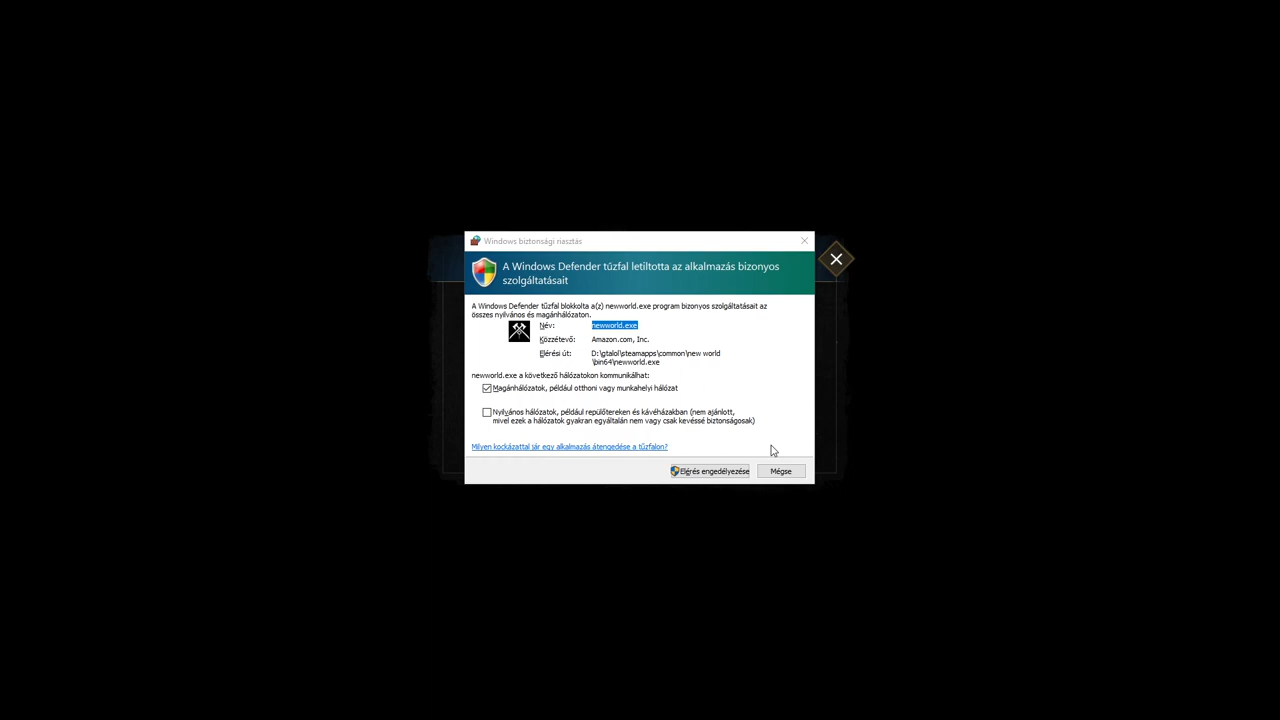 Windows biztonsági riasztás
A Windows Defender tűzfal letiltotta az alkalmazás bizonyos
szolgáltatásait
A Windows Defender tűzfal blokkolta a(z) newworld.exe program bizonyos szolgáltatásait az
összes nyilvános és magánhálózaton.
Név: newworld.exe
Közzétevő: Amazon.com, Inc.
Elérési út: D:\gtalol\steamapps\common\new world
\bin64\newworld.exe
newworld.exe a következő hálózatokon kommunikálhat:
Magánhálózatok, például otthoni vagy munkahelyi hálózat
Nyilvános hálózatok, például repülőtereken és kávéházakban (nem ajánlott,
mivel ezek a hálózatok gyakran egyáltalán nem vagy csak kevéssé biztonságosak)
Milyen kockázattal jár egy alkalmazás átengedése a tűzfalon?
Elérés engedélyezése Mégse